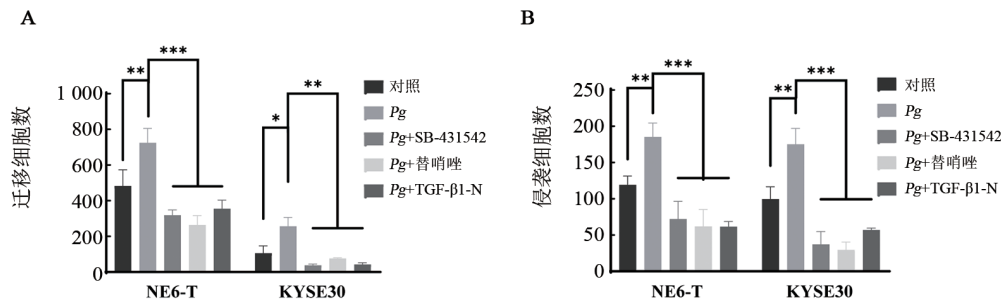 A
迁移细胞数
1 000
800
600
400
200
0
** *** * **
NE6-T KYSE30
对照
Pg
Pg+SB-431542
Pg+替哨唑
Pg+TGF-β1-N
B
侵袭细胞数
250
200
150
100
50
0
** *** ** ***
NE6-T KYSE30
对照
Pg
Pg+SB-431542
Pg+替哨唑
Pg+TGF-β1-N